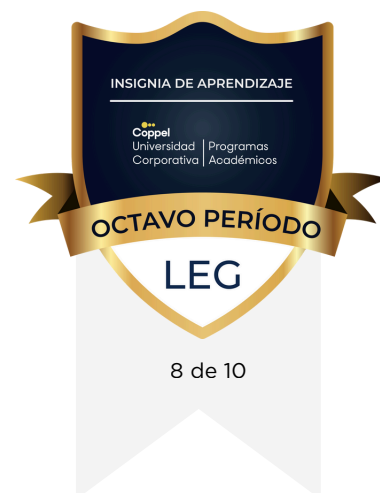 INSIGNIA DE APRENDIZAJE
Coppel
Universidad | Programas
Corporativa | Académicos
OCTAVO PERÍODO
LEG
8 de 10